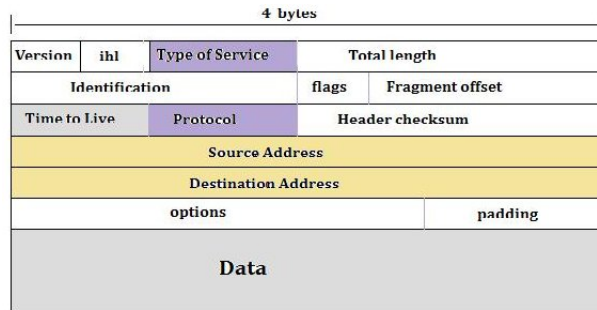 4 bytes
Version ihl Type of Service Total length
Identification flags Fragment offset
Time to Live Protocol Header checksum
Source Address
Destination Address
options padding
Data